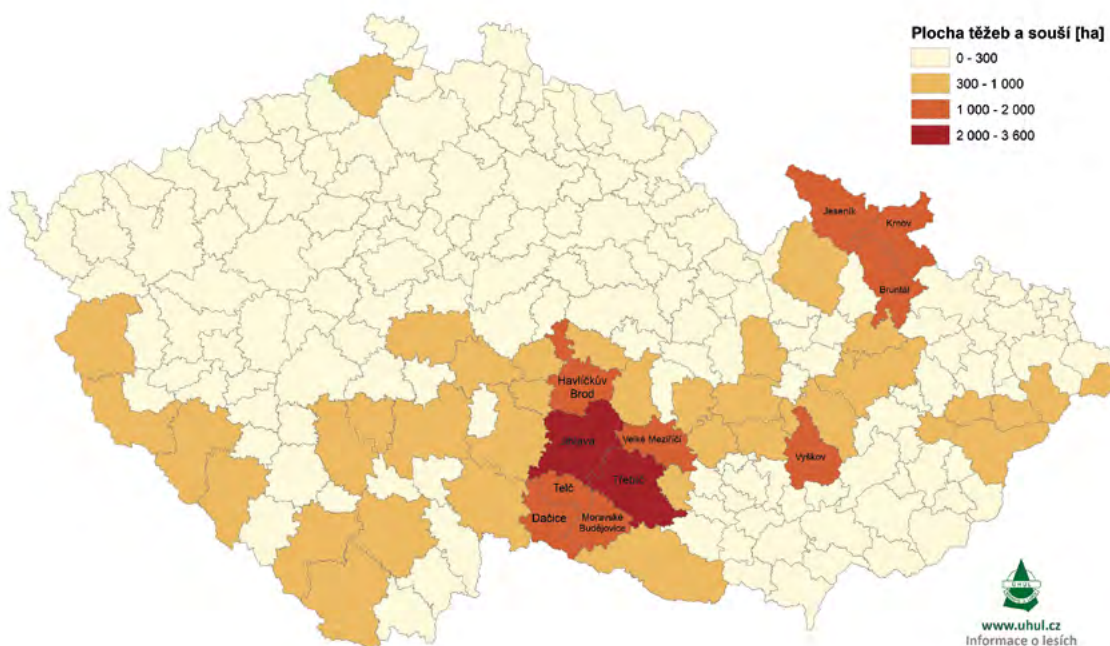 Plocha těžeb a souší [ha]
0 - 300
300 - 1 000
1 000 - 2 000
2 000 - 3 600
Jeseník
Krnov
Bruntál
Havlíčkův
Brod
Jihlava
Velké Meziříčí
Vyškov
Třebíč
Telč
Dačice
Moravské
Budějovice
ÚHÚL
www.uhul.cz
Informace o lesích